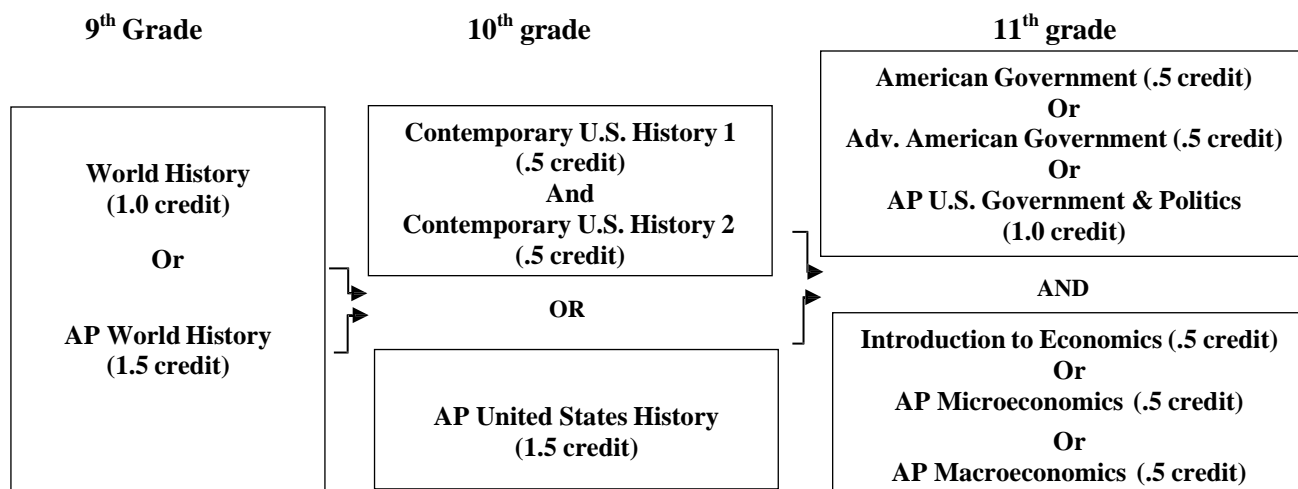 9th Grade
10th grade
11th grade
World History
(1.0 credit)
Or
AP World History
(1.5 credit)
Contemporary U.S. History 1
(.5 credit)
And
Contemporary U.S. History 2
(.5 credit)
OR
AP United States History
(1.5 credit)
American Government (.5 credit)
Or
Adv. American Government (.5 credit)
Or
AP U.S. Government & Politics
(1.0 credit)
AND
Introduction to Economics (.5 credit)
Or
AP Microeconomics (.5 credit)
Or
AP Macroeconomics (.5 credit)